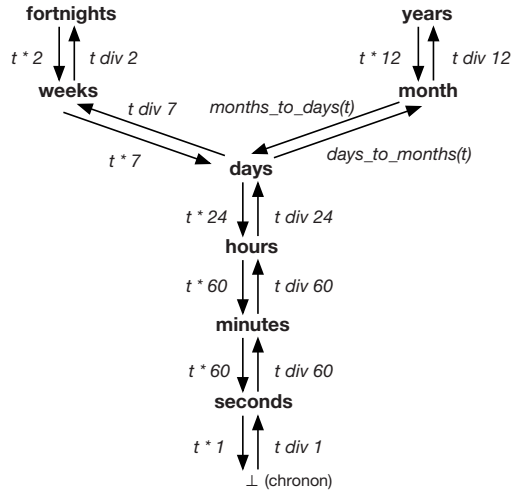 fortnights years
t * 2 t div 2 t * 12 t div 12
weeks month
t div 7 months_to_days(t)
t * 7 days_to_months(t)
days
t * 24 t div 24
hours
t * 60 t div 60
minutes
t * 60 t div 60
seconds
t * 1 t div 1
⊥ (chronon)